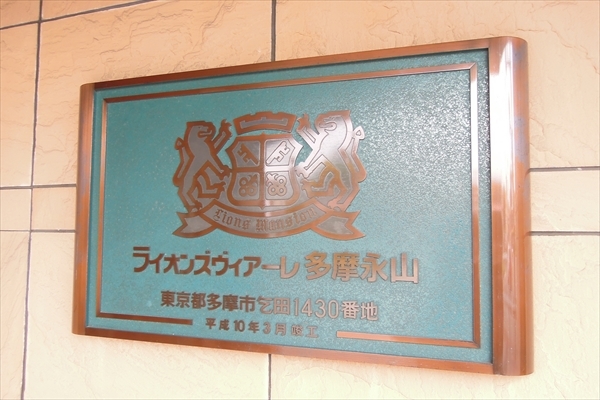 Lions Mansion
ライオンズヴィアーレ多摩永山
東京都多摩市乞田1430番地
平成10年3月竣工